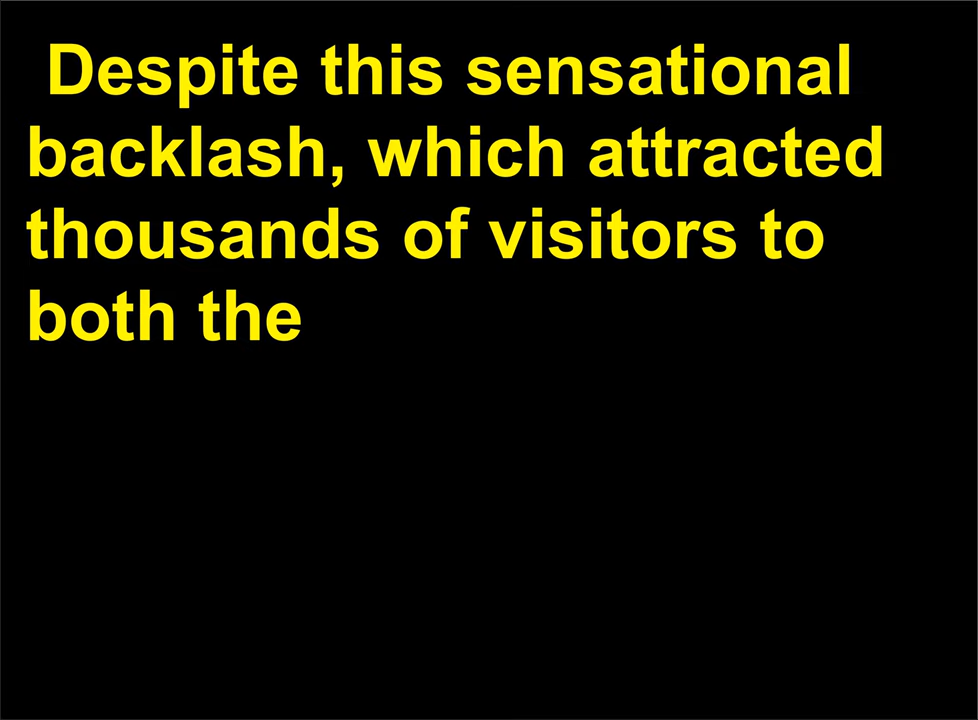 Despite this sensational
backlash, which attracted
thousands of visitors to
both the